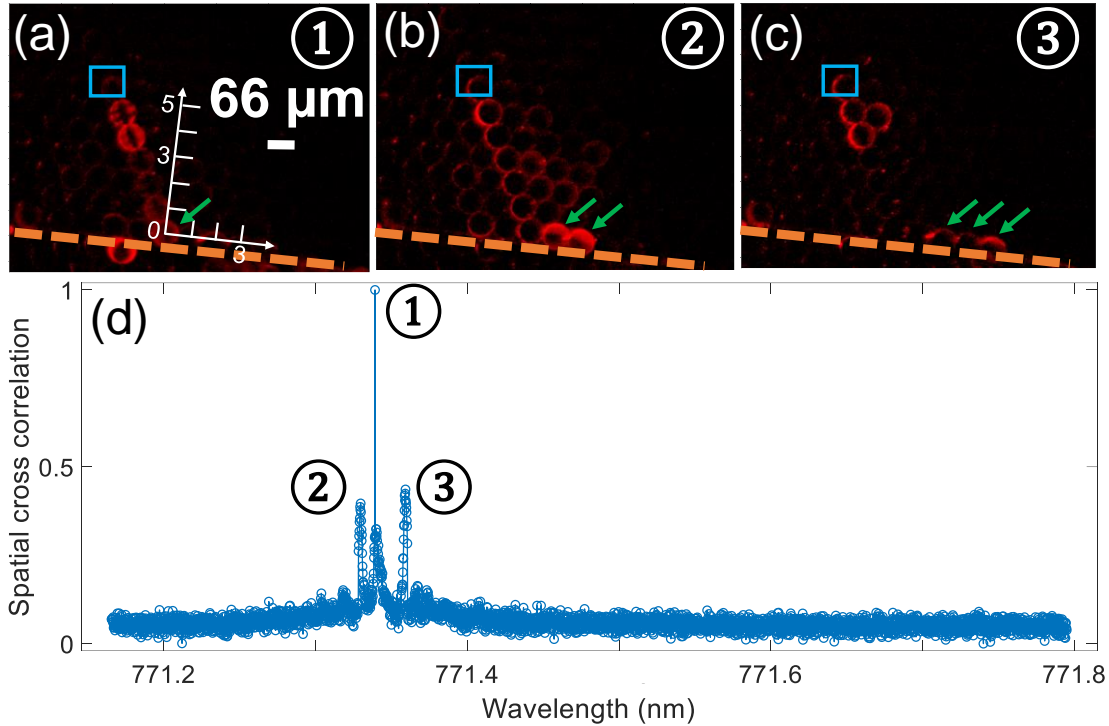 (a) ①
(b) ②
(c) ③
66 µm
5
3
0
3
(d)
①
②
③
1
0.5
0
Spatial cross correlation
771.2 771.4 771.6 771.8
Wavelength (nm)